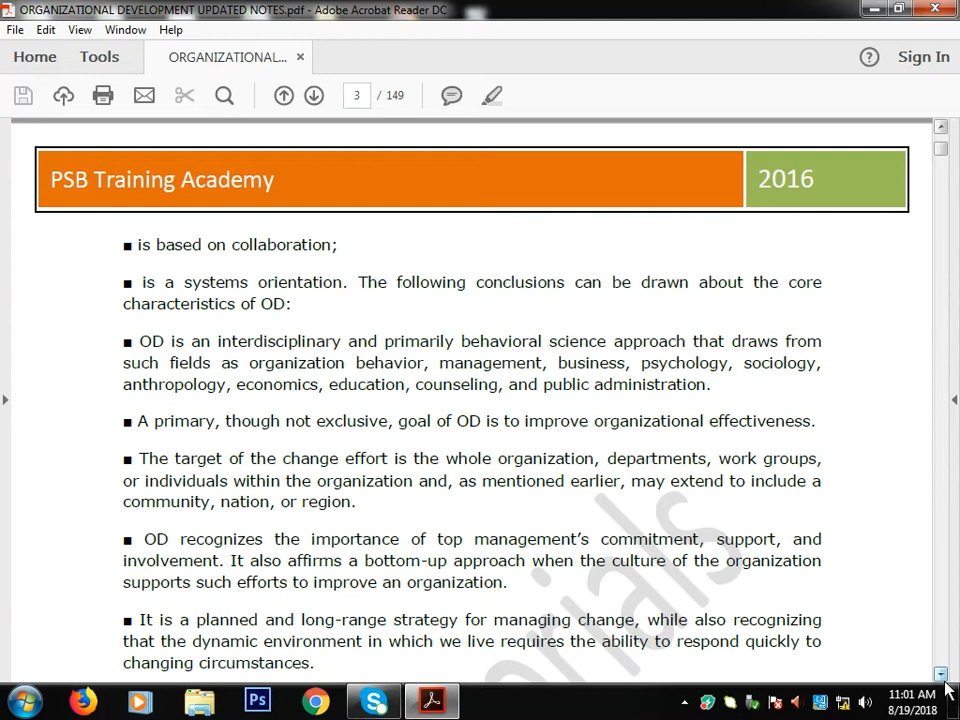 ORGANIZATIONAL DEVELOPMENT UPDATED NOTES.pdf - Adobe Acrobat Reader DC
File Edit View Window Help
Home Tools ORGANIZATIONAL... × Sign In
3 / 149
PSB Training Academy 2016
■ is based on collaboration;
■ is a systems orientation. The following conclusions can be drawn about the core
characteristics of OD:
■ OD is an interdisciplinary and primarily behavioral science approach that draws from
such fields as organization behavior, management, business, psychology, sociology,
anthropology, economics, education, counseling, and public administration.
■ A primary, though not exclusive, goal of OD is to improve organizational effectiveness.
■ The target of the change effort is the whole organization, departments, work groups,
or individuals within the organization and, as mentioned earlier, may extend to include a
community, nation, or region.
■ OD recognizes the importance of top management’s commitment, support, and
involvement. It also affirms a bottom-up approach when the culture of the organization
supports such efforts to improve an organization.
■ It is a planned and long-range strategy for managing change, while also recognizing
that the dynamic environment in which we live requires the ability to respond quickly to
changing circumstances.
orials
Ps
11:01 AM
8/19/2018